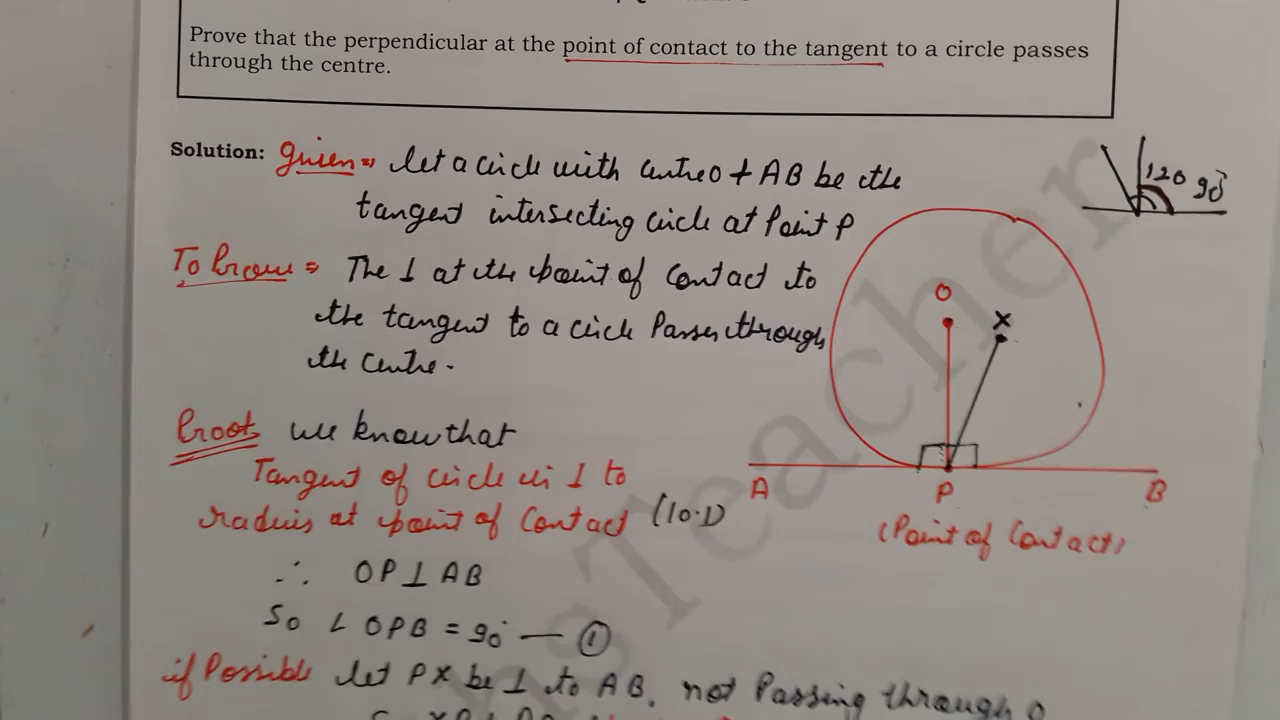 Prove that the perpendicular at the point of contact to the tangent to a circle passes
through the centre.
Solution: Given ⇒ let a circle with centre O + AB be the
tangent intersecting circle at Point P
120 90°
To Prove ⇒ The ⊥ at the point of contact to
the tangent to a circle Passes through
the centre.
O
X
A
P
B
(Point of Contact)
Proof, we know that
Tangent of circle is ⊥ to
radius at point of contact (10.1)
∴ OP ⊥ AB
So ∠OPB = 90° — ①
if Possible let PX be ⊥ to AB, not Passing through O
Teacher